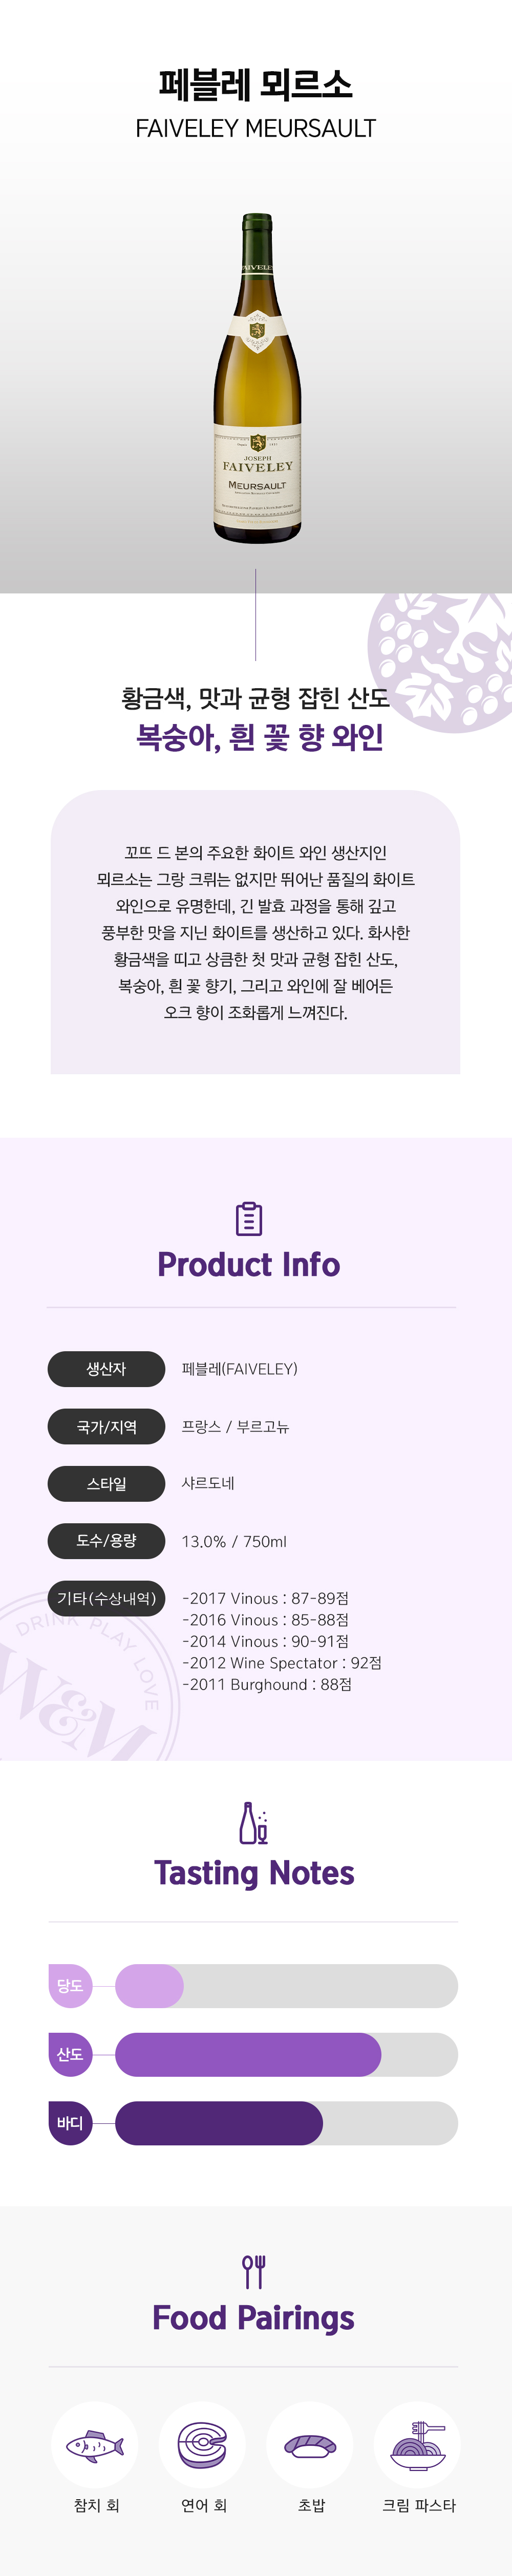 페블레 뫼르소
FAIVELEY MEURSAULT
FAIVELEY
JOSEPH
FAIVELEY
MEURSAULT
황금색, 맛과 균형 잡힌 산도
복숭아, 흰 꽃 향 와인
꼬뜨 드 본의 주요한 화이트 와인 생산지인
뫼르소는 그랑 크뤼는 없지만 뛰어난 품질의 화이트
와인으로 유명한데, 긴 발효 과정을 통해 깊고
풍부한 맛을 지닌 화이트를 생산하고 있다. 화사한
황금색을 띠고 상큼한 첫 맛과 균형 잡힌 산도,
복숭아, 흰 꽃 향기, 그리고 와인에 잘 베어든
오크 향이 조화롭게 느껴진다.
Product Info
생산자 페블레(FAIVELEY)
국가/지역 프랑스 / 부르고뉴
스타일 샤르도네
도수/용량 13.0% / 750ml
기타(수상내역) -2017 Vinous : 87-89점
-2016 Vinous : 85-88점
-2014 Vinous : 90-91점
-2012 Wine Spectator : 92점
-2011 Burghound : 88점
DRINK PLAY LOVE
W&M
Tasting Notes
당도
산도
바디
Food Pairings
참치 회 연어 회 초밥 크림 파스타